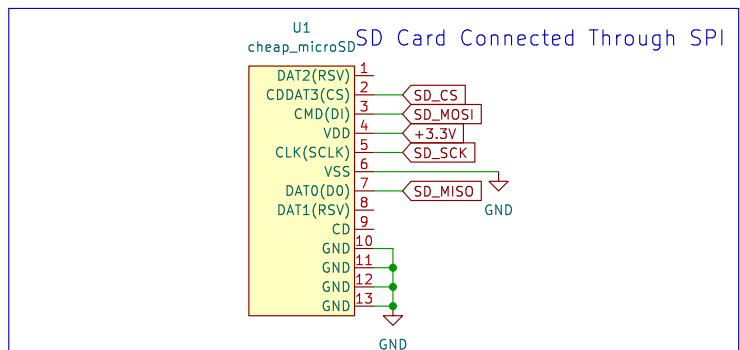 U1
SD Card Connected Through SPI
cheap_microSD
DAT2(RSV) 1
CDDAT3(CS) 2 SD_CS
CMD(DI) 3 SD_MOSI
VDD 4 +3.3V
CLK(SCLK) 5 SD_SCK
VSS 6
DAT0(D0) 7 SD_MISO
DAT1(RSV) 8 GND
CD 9
GND 10
GND 11
GND 12
GND 13
GND